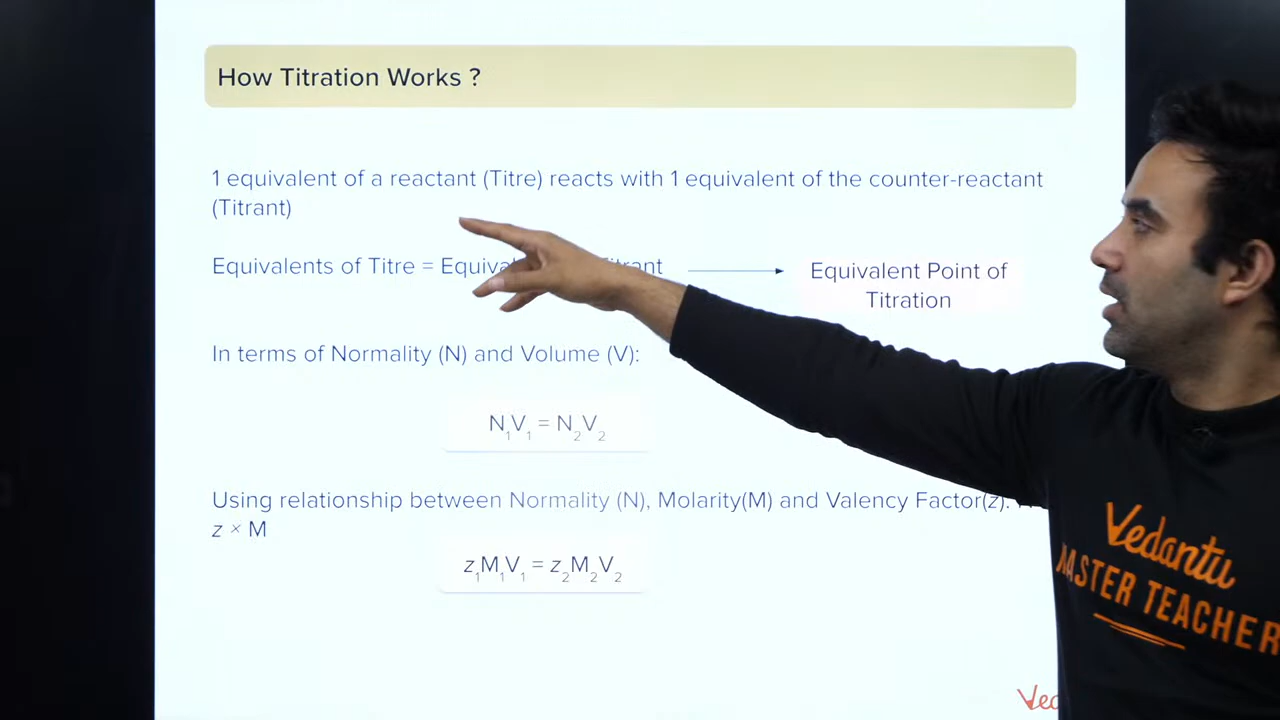 How Titration Works ?
1 equivalent of a reactant (Titre) reacts with 1 equivalent of the counter-reactant
(Titrant)
Equivalents of Titre =
Equivalent Point of
Titration
In terms of Normality (N) and Volume (V):
N₁V₁ = N₂V₂
Using relationship between Normality (N), Molarity(M) and Valency Factor(z):
z × M
z₁M₁V₁ = z₂M₂V₂
Vedantu
MASTER TEACHER